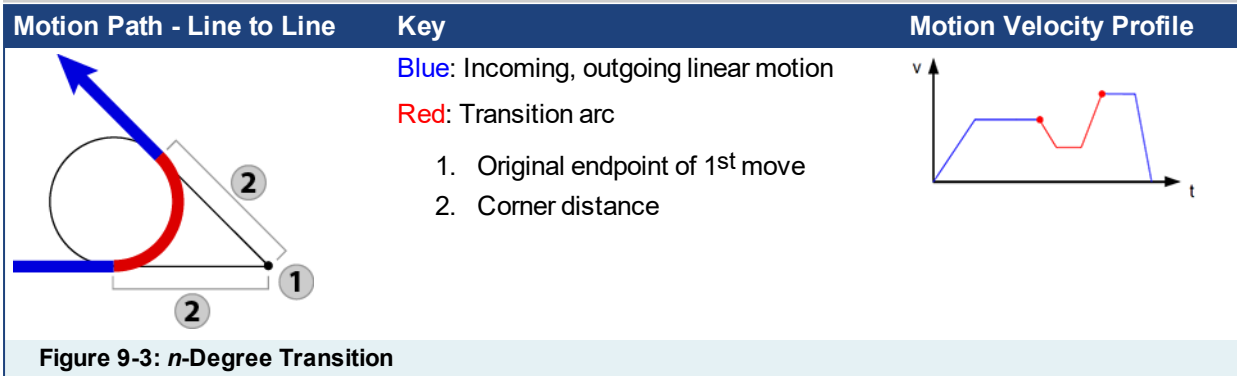 Motion Path - Line to Line Key Motion Velocity Profile
Blue: Incoming, outgoing linear motion
Red: Transition arc
1. Original endpoint of 1st move
2. Corner distance
2
1
2
v
t
Figure 9-3: n-Degree Transition